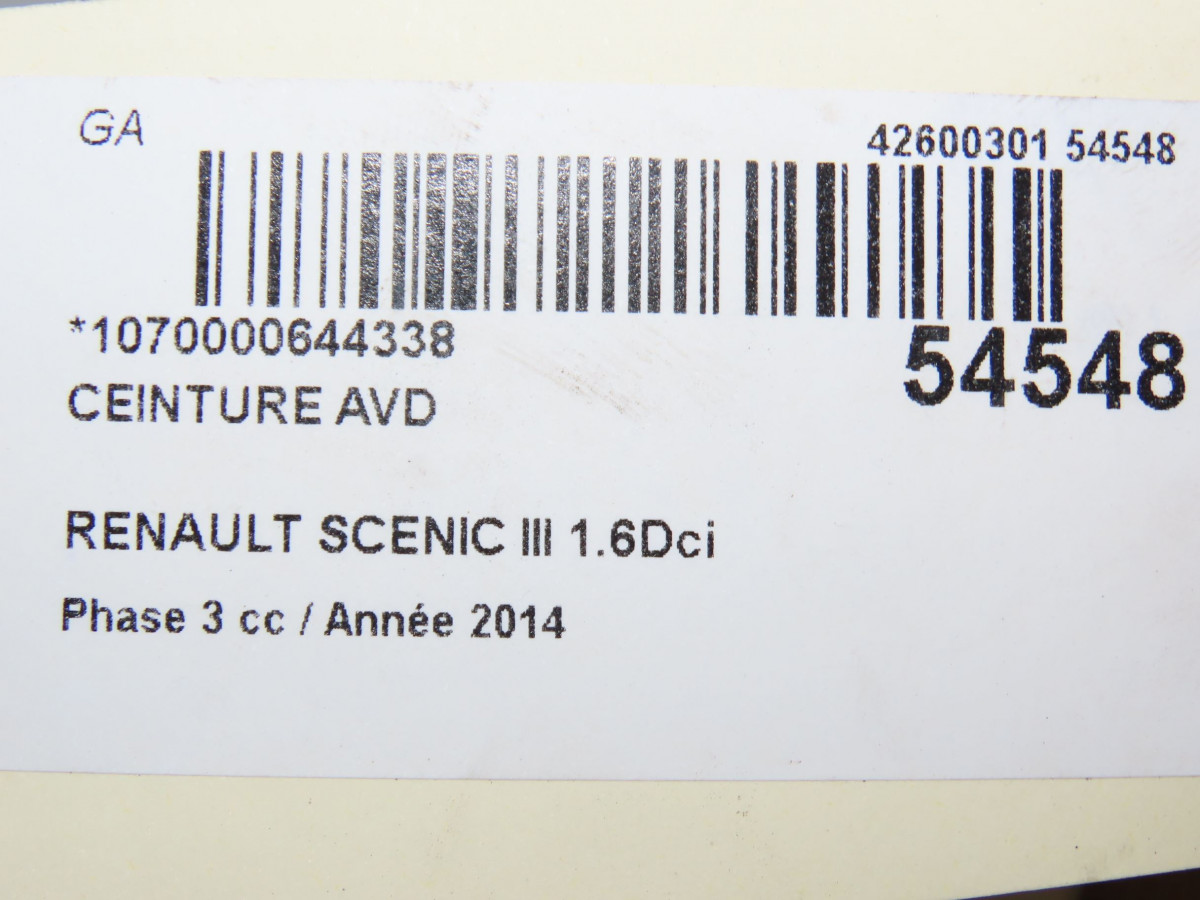 GA
42600301 54548
*1070000644338
54548
CEINTURE AVD
RENAULT SCENIC III 1.6Dci
Phase 3 cc / Année 2014